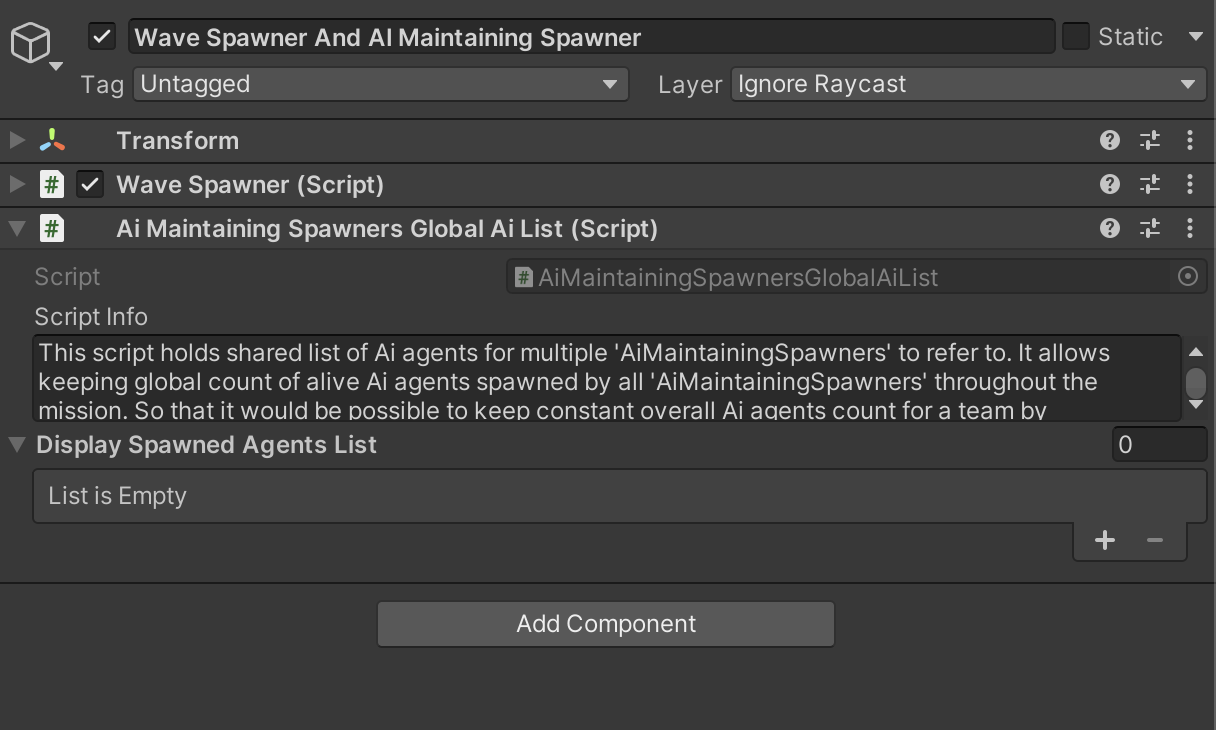 Wave Spawner And AI Maintaining Spawner
Static
Tag
Untagged
Layer
Ignore Raycast
Transform
Wave Spawner (Script)
Ai Maintaining Spawners Global Ai List (Script)
Script
AiMaintainingSpawnersGlobalAiList
Script Info
This script holds shared list of Ai agents for multiple 'AiMaintainingSpawners' to refer to. It allows
keeping global count of alive Ai agents spawned by all 'AiMaintainingSpawners' throughout the
mission. So that it would be possible to keep constant overall Ai agents count for a team by
Display Spawned Agents List
0
List is Empty
Add Component